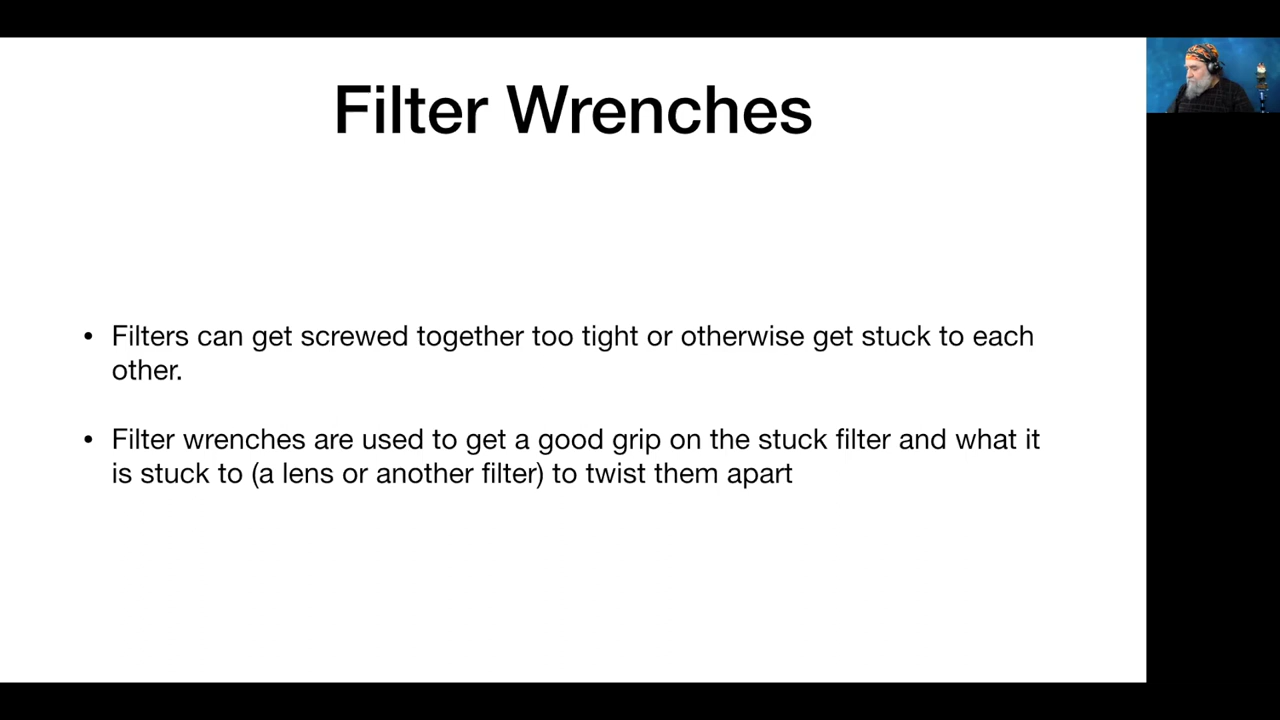 Filter Wrenches
• Filters can get screwed together too tight or otherwise get stuck to each
other.
• Filter wrenches are used to get a good grip on the stuck filter and what it
is stuck to (a lens or another filter) to twist them apart